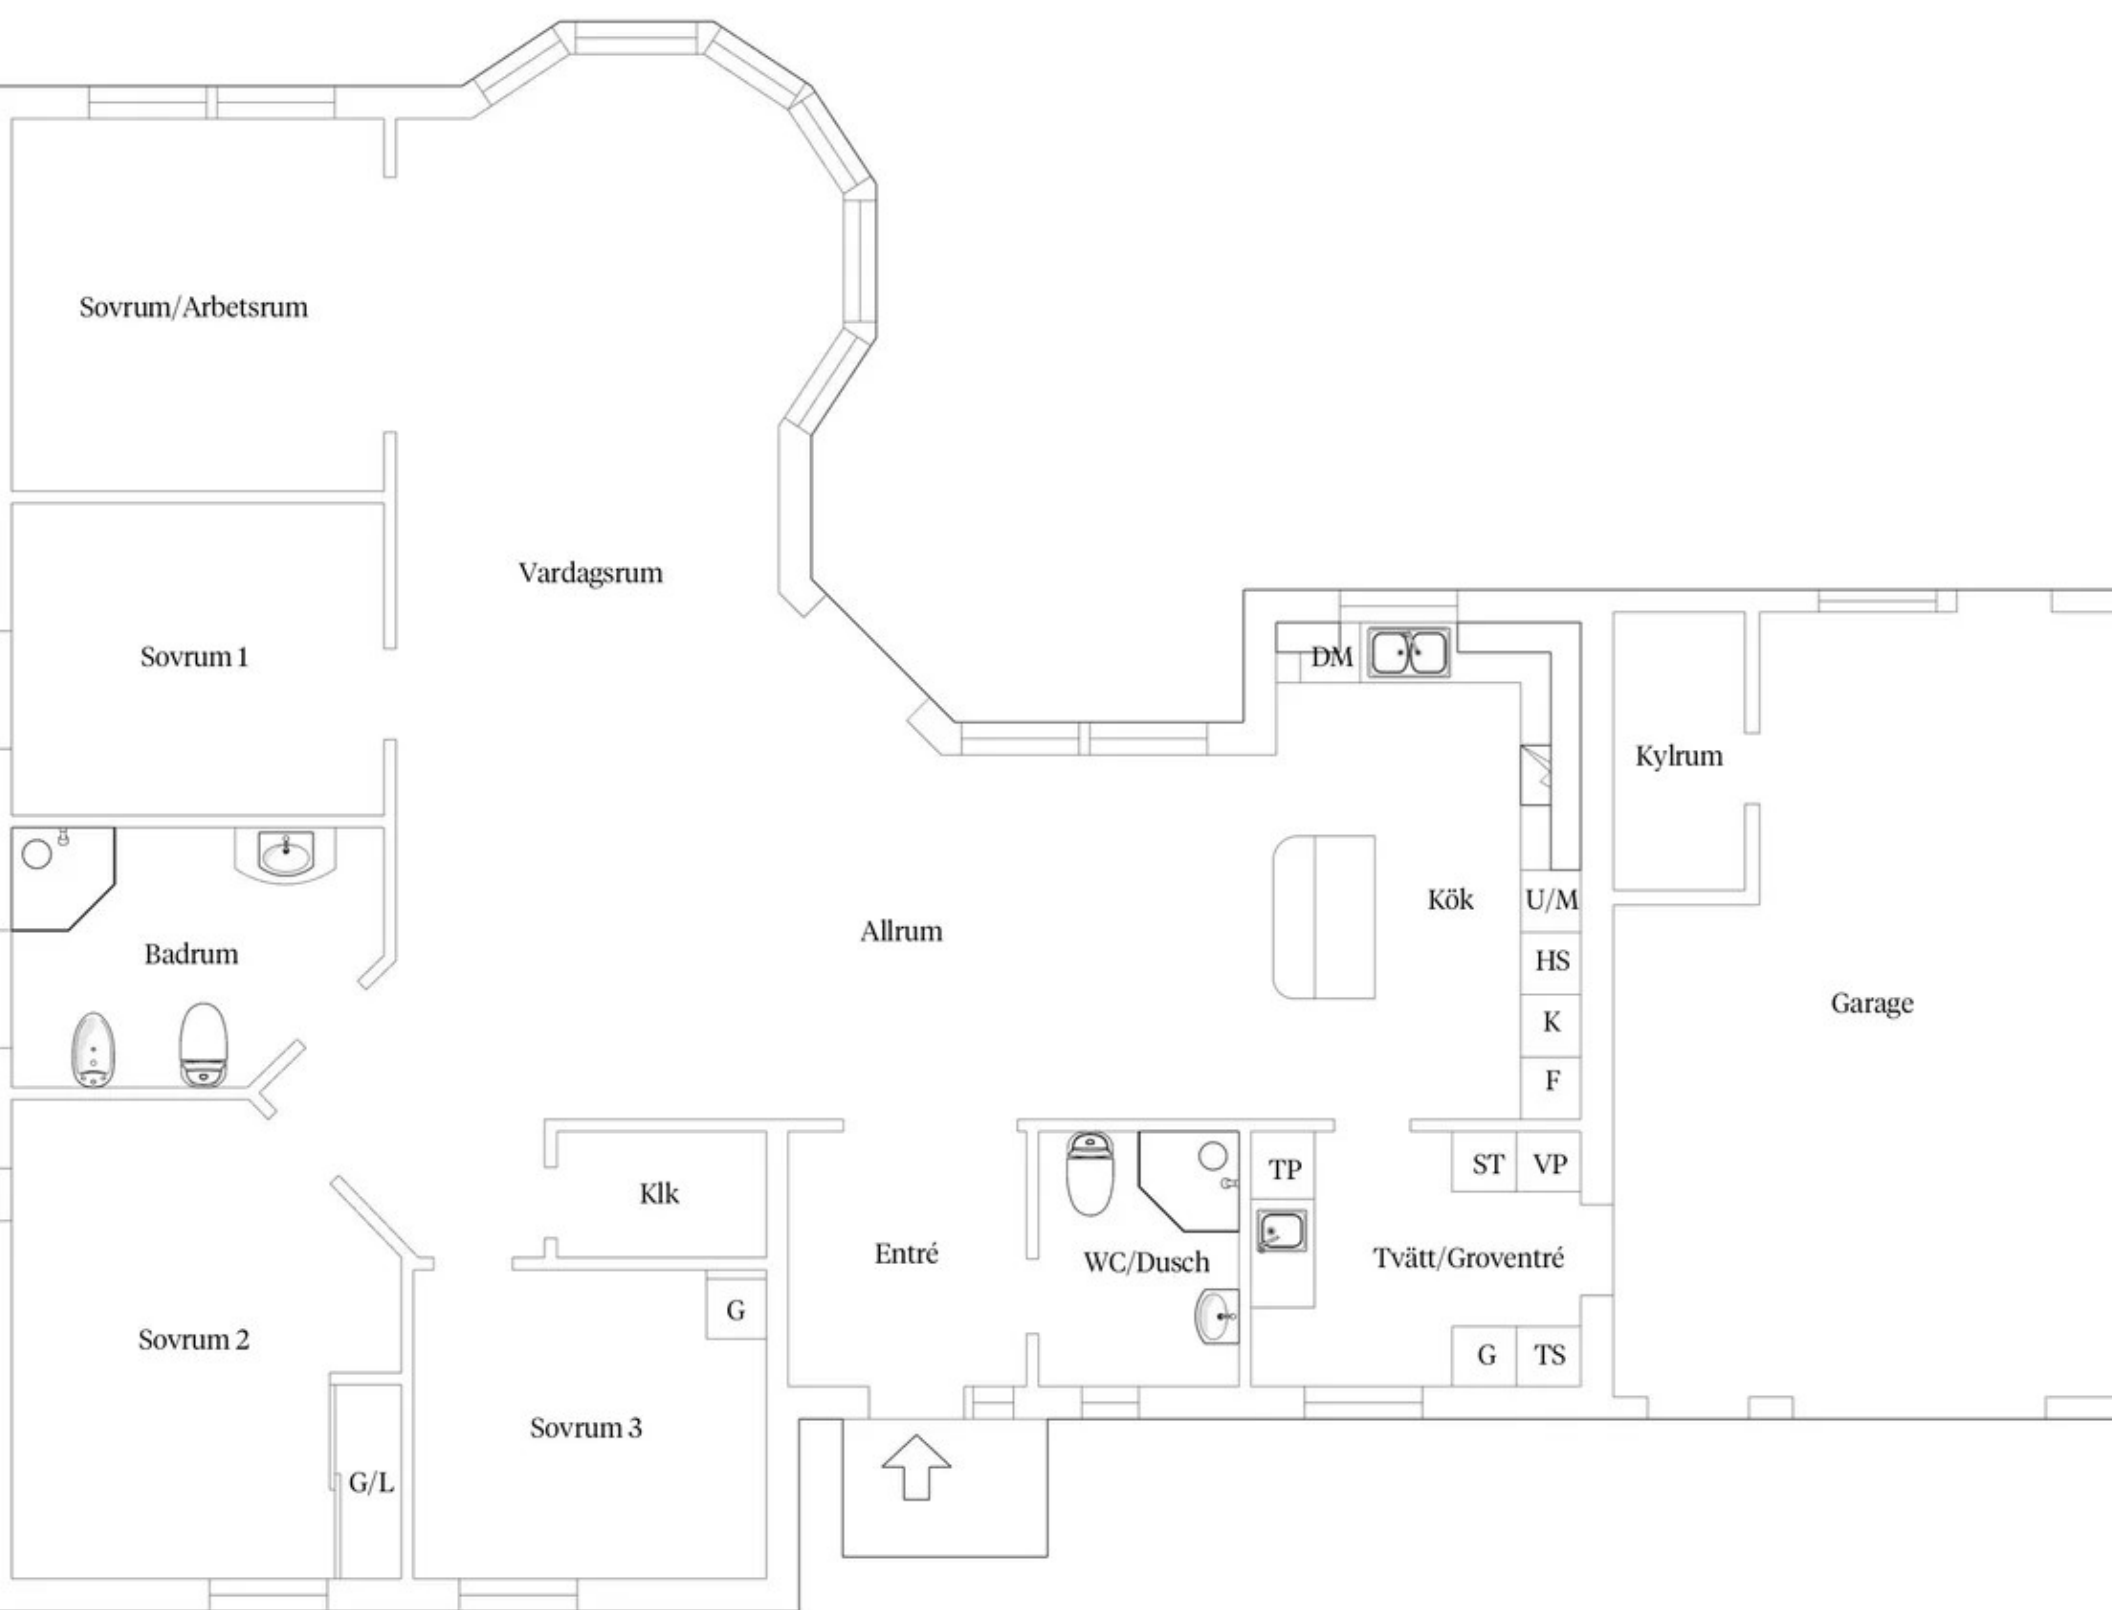 Sovrum/Arbetsrum
Vardagsrum
Sovrum 1
DM
Kylrum
Kök
U/M
Allrum
Badrum
HS
Garage
K
F
TP
ST
VP
Klk
Entré
WC/Dusch
Tvätt/Groventré
G
Sovrum 2
G
TS
Sovrum 3
G/L